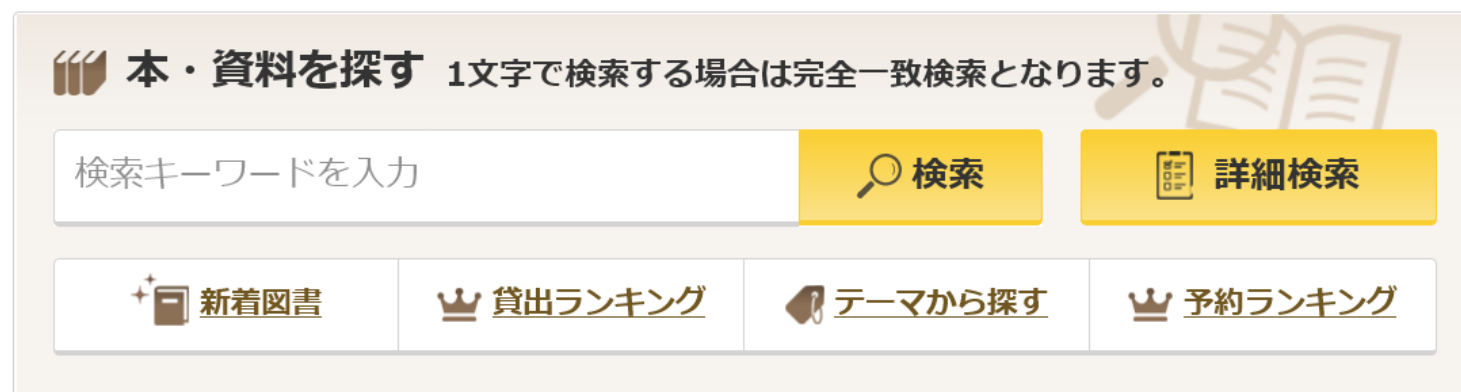 本・資料を探す 1文字で検索する場合は完全一致検索となります。
検索キーワードを入力 検索 詳細検索
新着図書 貸出ランキング テーマから探す 予約ランキング